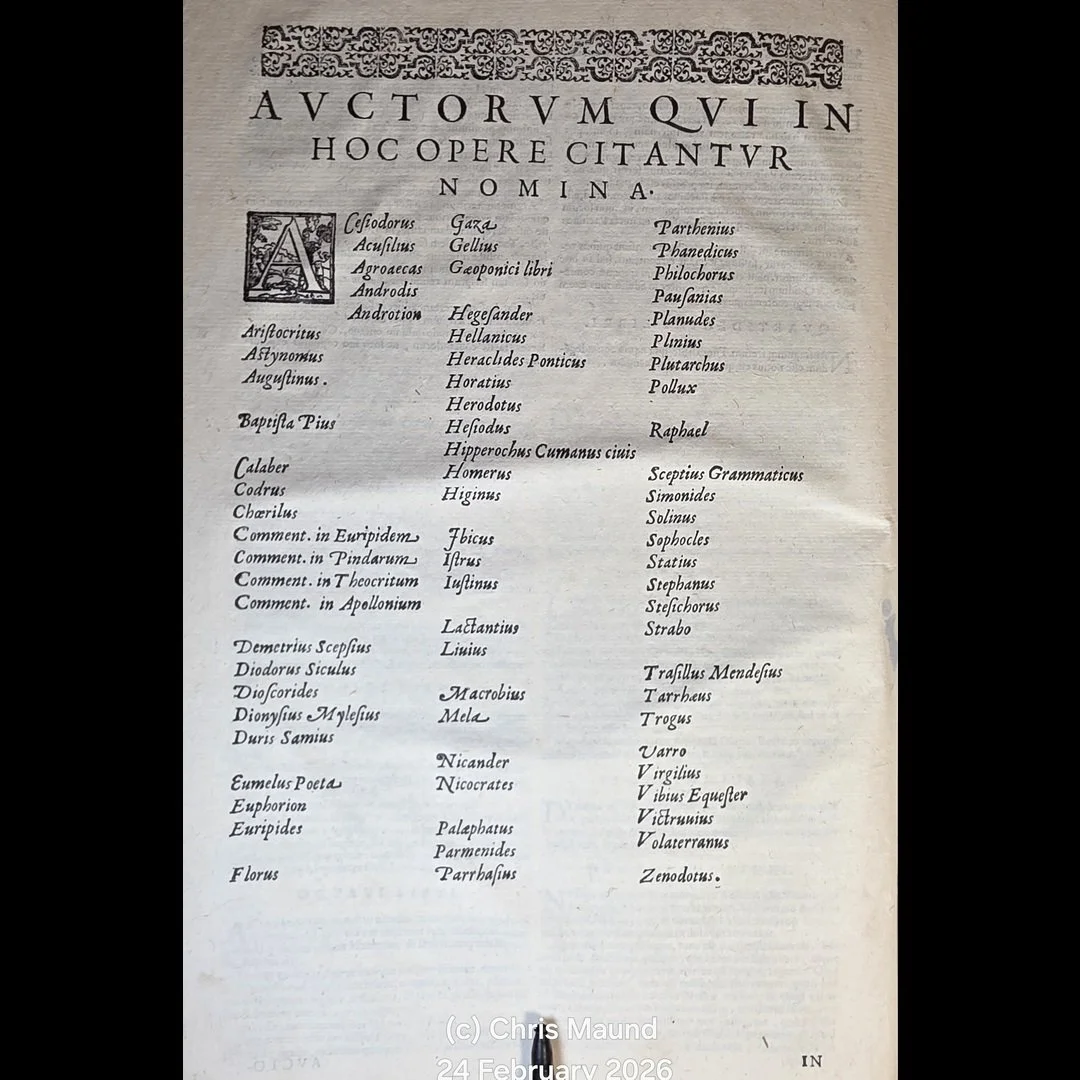 AVCTORVM QVI IN
HOC OPERE CITANTVR
NOMINA.
ACeſiodorus
Acuſilius
Agroaecas
Androdis
Androtion
Ariſtocritus
Aſtynomus
Auguſtinus.
Baptiſta Pius
Calaber
Codrus
Chœrilus
Comment. in Euripidem
Comment. in Pindarum
Comment. in Theocritum
Comment. in Apollonium
Demetrius Scepſius
Diodorus Siculus
Dioſcorides
Dionyſius Myleſius
Duris Samius
Eumelus Poeta
Euphorion
Euripides
Florus
Gaza
Gellius
Gæoponici libri
Hegeſander
Hellanicus
Heraclides Ponticus
Horatius
Herodotus
Heſiodus
Hipperochus Cumanus ciuis
Homerus
Higinus
Ibicus
Iſtrus
Iuſtinus
Lactantius
Liuius
Macrobius
Mela
Nicander
Nicocrates
Palæphatus
Parmenides
Parrhaſius
Parthenius
Phanedicus
Philochorus
Pauſanias
Planudes
Plinius
Plutarchus
Pollux
Raphael
Sceptius Grammaticus
Simonides
Solinus
Sophocles
Statius
Stephanus
Steſichorus
Strabo
Traſillus Mendeſius
Tarrhæus
Trogus
Varro
Virgilius
Vibius Equeſter
Victruuius
Volaterranus
Zenodotus.
IN
(c) Chris Maund
24 February 2026